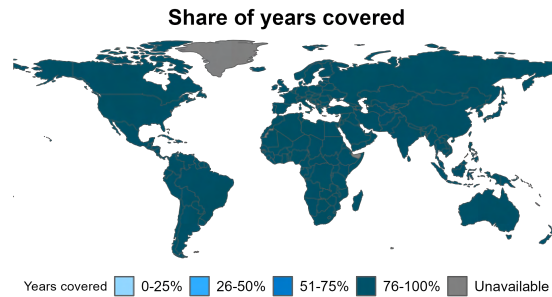 Share of years covered
Years covered 0-25% 26-50% 51-75% 76-100% Unavailable